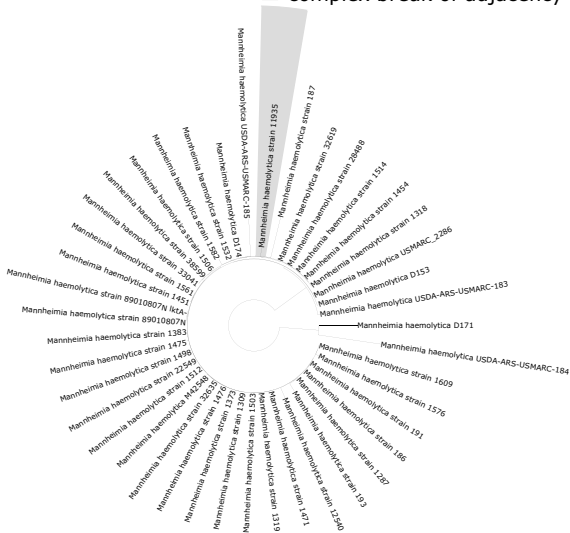 complex break of adjacency
Mannheimia haemolytica strain 11935
Mannheimia haemolytica strain 187
Mannheimia haemolytica strain 32619
Mannheimia haemolytica strain 28488
Mannheimia haemolytica strain 1514
Mannheimia haemolytica strain 1454
Mannheimia haemolytica strain 1318
Mannheimia haemolytica USMARC_2286
Mannheimia haemolytica D153
Mannheimia haemolytica USDA-ARS-USMARC-183
Mannheimia haemolytica D171
Mannheimia haemolytica USDA-ARS-USMARC-184
Mannheimia haemolytica strain 1609
Mannheimia haemolytica strain 1576
Mannheimia haemolytica strain 191
Mannheimia haemolytica strain 186
Mannheimia haemolytica strain 1287
Mannheimia haemolytica strain 193
Mannheimia haemolytica strain 12540
Mannheimia haemolytica strain 1471
Mannheimia haemolytica strain 1319
Mannheimia haemolytica strain 1503
Mannheimia haemolytica strain 1309
Mannheimia haemolytica strain 1373
Mannheimia haemolytica strain 1476
Mannheimia haemolytica strain 32635
Mannheimia haemolytica M42548
Mannheimia haemolytica strain 1512
Mannheimia haemolytica strain 22549
Mannheimia haemolytica strain 1498
Mannheimia haemolytica strain 1475
Mannheimia haemolytica strain 1383
Mannheimia haemolytica strain 89010807N
Mannheimia haemolytica strain 89010807N lktA-
Mannheimia haemolytica strain 1451
Mannheimia haemolytica strain 1561
Mannheimia haemolytica strain 33041
Mannheimia haemolytica strain 38599
Mannheimia haemolytica strain 1506
Mannheimia haemolytica strain 1582
Mannheimia haemolytica strain 1532
Mannheimia haemolytica D174
Mannheimia haemolytica USDA-ARS-USMARC-185